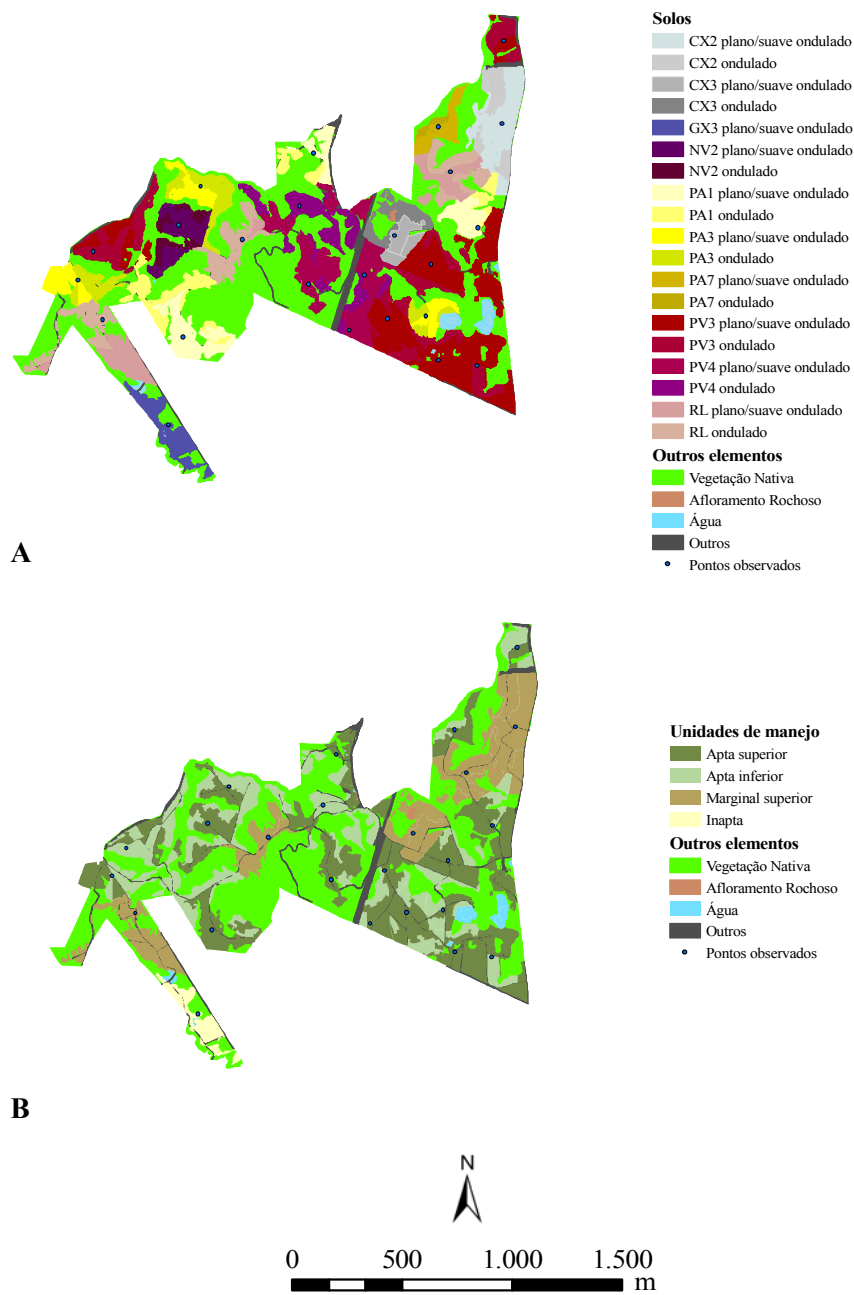 Solos
CX2 plano/suave ondulado
CX2 ondulado
CX3 plano/suave ondulado
CX3 ondulado
GX3 plano/suave ondulado
NV2 plano/suave ondulado
NV2 ondulado
PA1 plano/suave ondulado
PA1 ondulado
PA3 plano/suave ondulado
PA3 ondulado
PA7 plano/suave ondulado
PA7 ondulado
PV3 plano/suave ondulado
PV3 ondulado
PV4 plano/suave ondulado
PV4 ondulado
RL plano/suave ondulado
RL ondulado
Outros elementos
Vegetação Nativa
Afloramento Rochoso
Água
Outros
Pontos observados
A
Unidades de manejo
Apta superior
Apta inferior
Marginal superior
Inapta
Outros elementos
Vegetação Nativa
Afloramento Rochoso
Água
Outros
Pontos observados
B
N
0 500 1.000 1.500
m